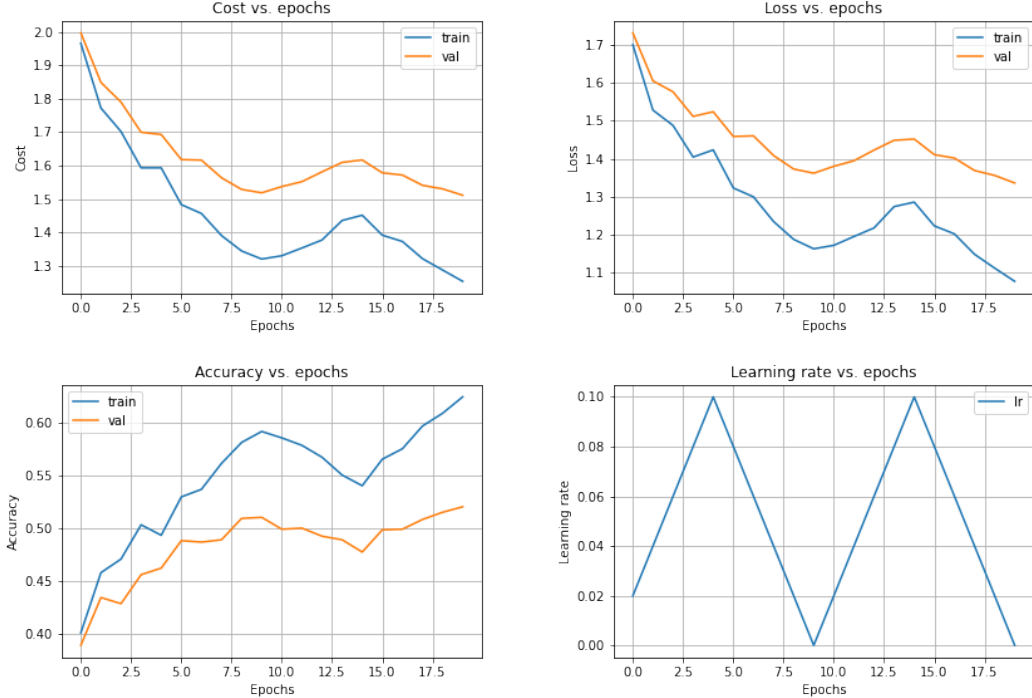 Cost vs. epochs
2.0
1.9
1.8
1.7
1.6
1.5
1.4
1.3
Cost
train
val
0.0 2.5 5.0 7.5 10.0 12.5 15.0 17.5
Epochs
Loss vs. epochs
1.7
1.6
1.5
1.4
1.3
1.2
1.1
Loss
train
val
0.0 2.5 5.0 7.5 10.0 12.5 15.0 17.5
Epochs
Accuracy vs. epochs
train
val
0.60
0.55
0.50
0.45
0.40
Accuracy
0.0 2.5 5.0 7.5 10.0 12.5 15.0 17.5
Epochs
Learning rate vs. epochs
lr
0.10
0.08
0.06
0.04
0.02
0.00
Learning rate
0.0 2.5 5.0 7.5 10.0 12.5 15.0 17.5
Epochs